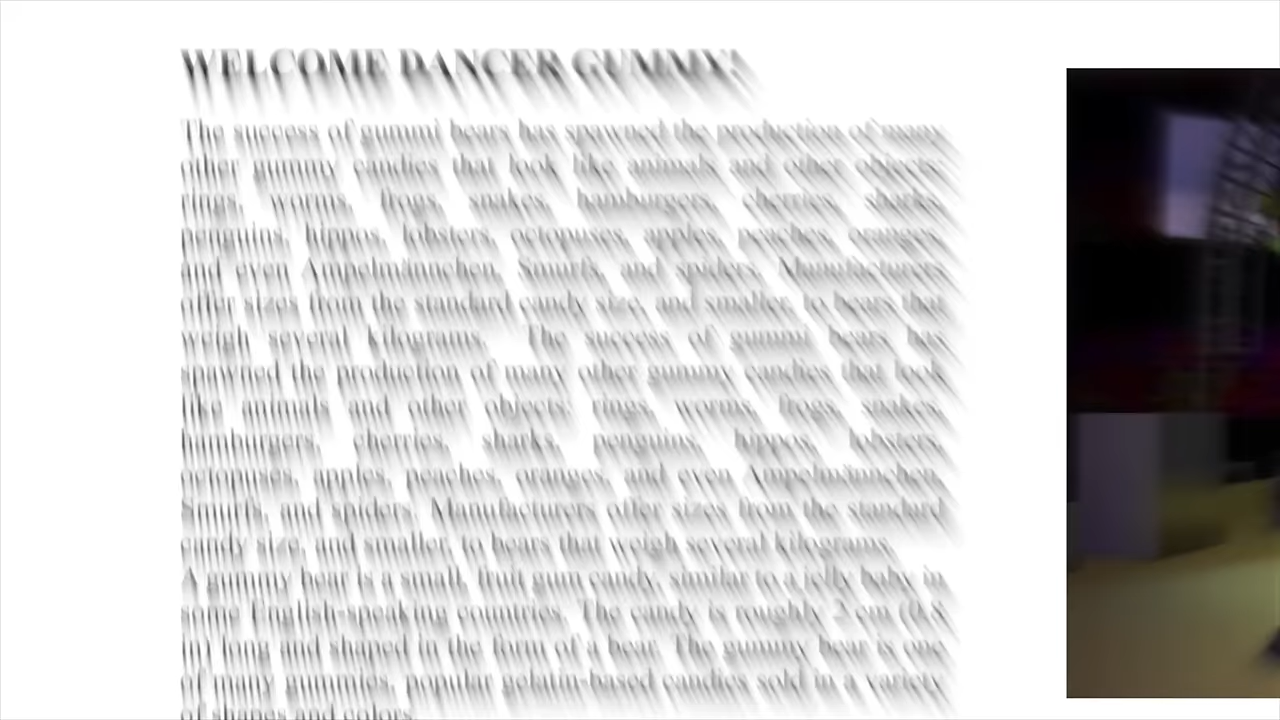 WELCOME DANCER GUMMY!
The success of gummi bears has spawned the production of many
other gummy candies that look like animals and other objects:
rings, worms, frogs, snakes, hamburgers, cherries, sharks,
penguins, hippos, lobsters, octopuses, apples, peaches, oranges,
and even Ampelmännchen, Smurfs, and spiders. Manufacturers
offer sizes from the standard candy size, and smaller, to bears that
weigh several kilograms. The success of gummi bears has
spawned the production of many other gummy candies that look
like animals and other objects: rings, worms, frogs, snakes,
hamburgers, cherries, sharks, penguins, hippos, lobsters,
octopuses, apples, peaches, oranges, and even Ampelmännchen,
Smurfs, and spiders. Manufacturers offer sizes from the standard
candy size, and smaller, to bears that weigh several kilograms.
A gummy bear is a small, fruit gum candy, similar to a jelly baby in
some English-speaking countries. The candy is roughly 2 cm (0.8
in) long and shaped in the form of a bear. The gummy bear is one
of many gummies, popular gelatin-based candies sold in a variety
of shapes and colors.